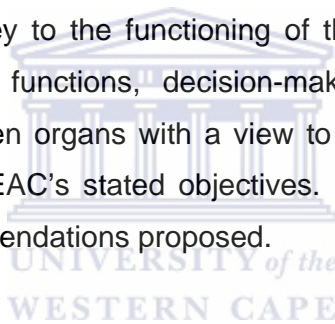 ey to the functioning of th
functions, decision-mak
en organs with a view to
EAC's stated objectives.
endations proposed.
UNIVERSITY of the
WESTERN CAPE